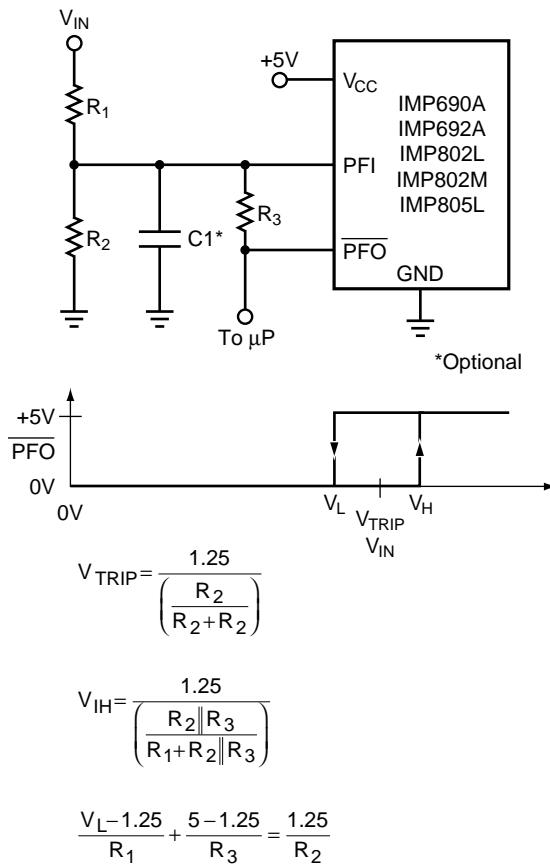 V_IN
+5V
V_CC
R_1
IMP690A
IMP692A
IMP802L
IMP802M
IMP805L
PFI
R_2
C1*
R_3
P̅F̅O̅
GND
To μP
*Optional
+5V
P̅F̅O̅
0V
0V
V_L
V_TRIP
V_H
V_IN
V_TRIP = 1.25 / (R_2 / (R_2 + R_2))
V_IH = 1.25 / (R_2 || R_3 / (R_1 + R_2 || R_3))
(V_L − 1.25) / R_1 + (5 − 1.25) / R_3 = 1.25 / R_2